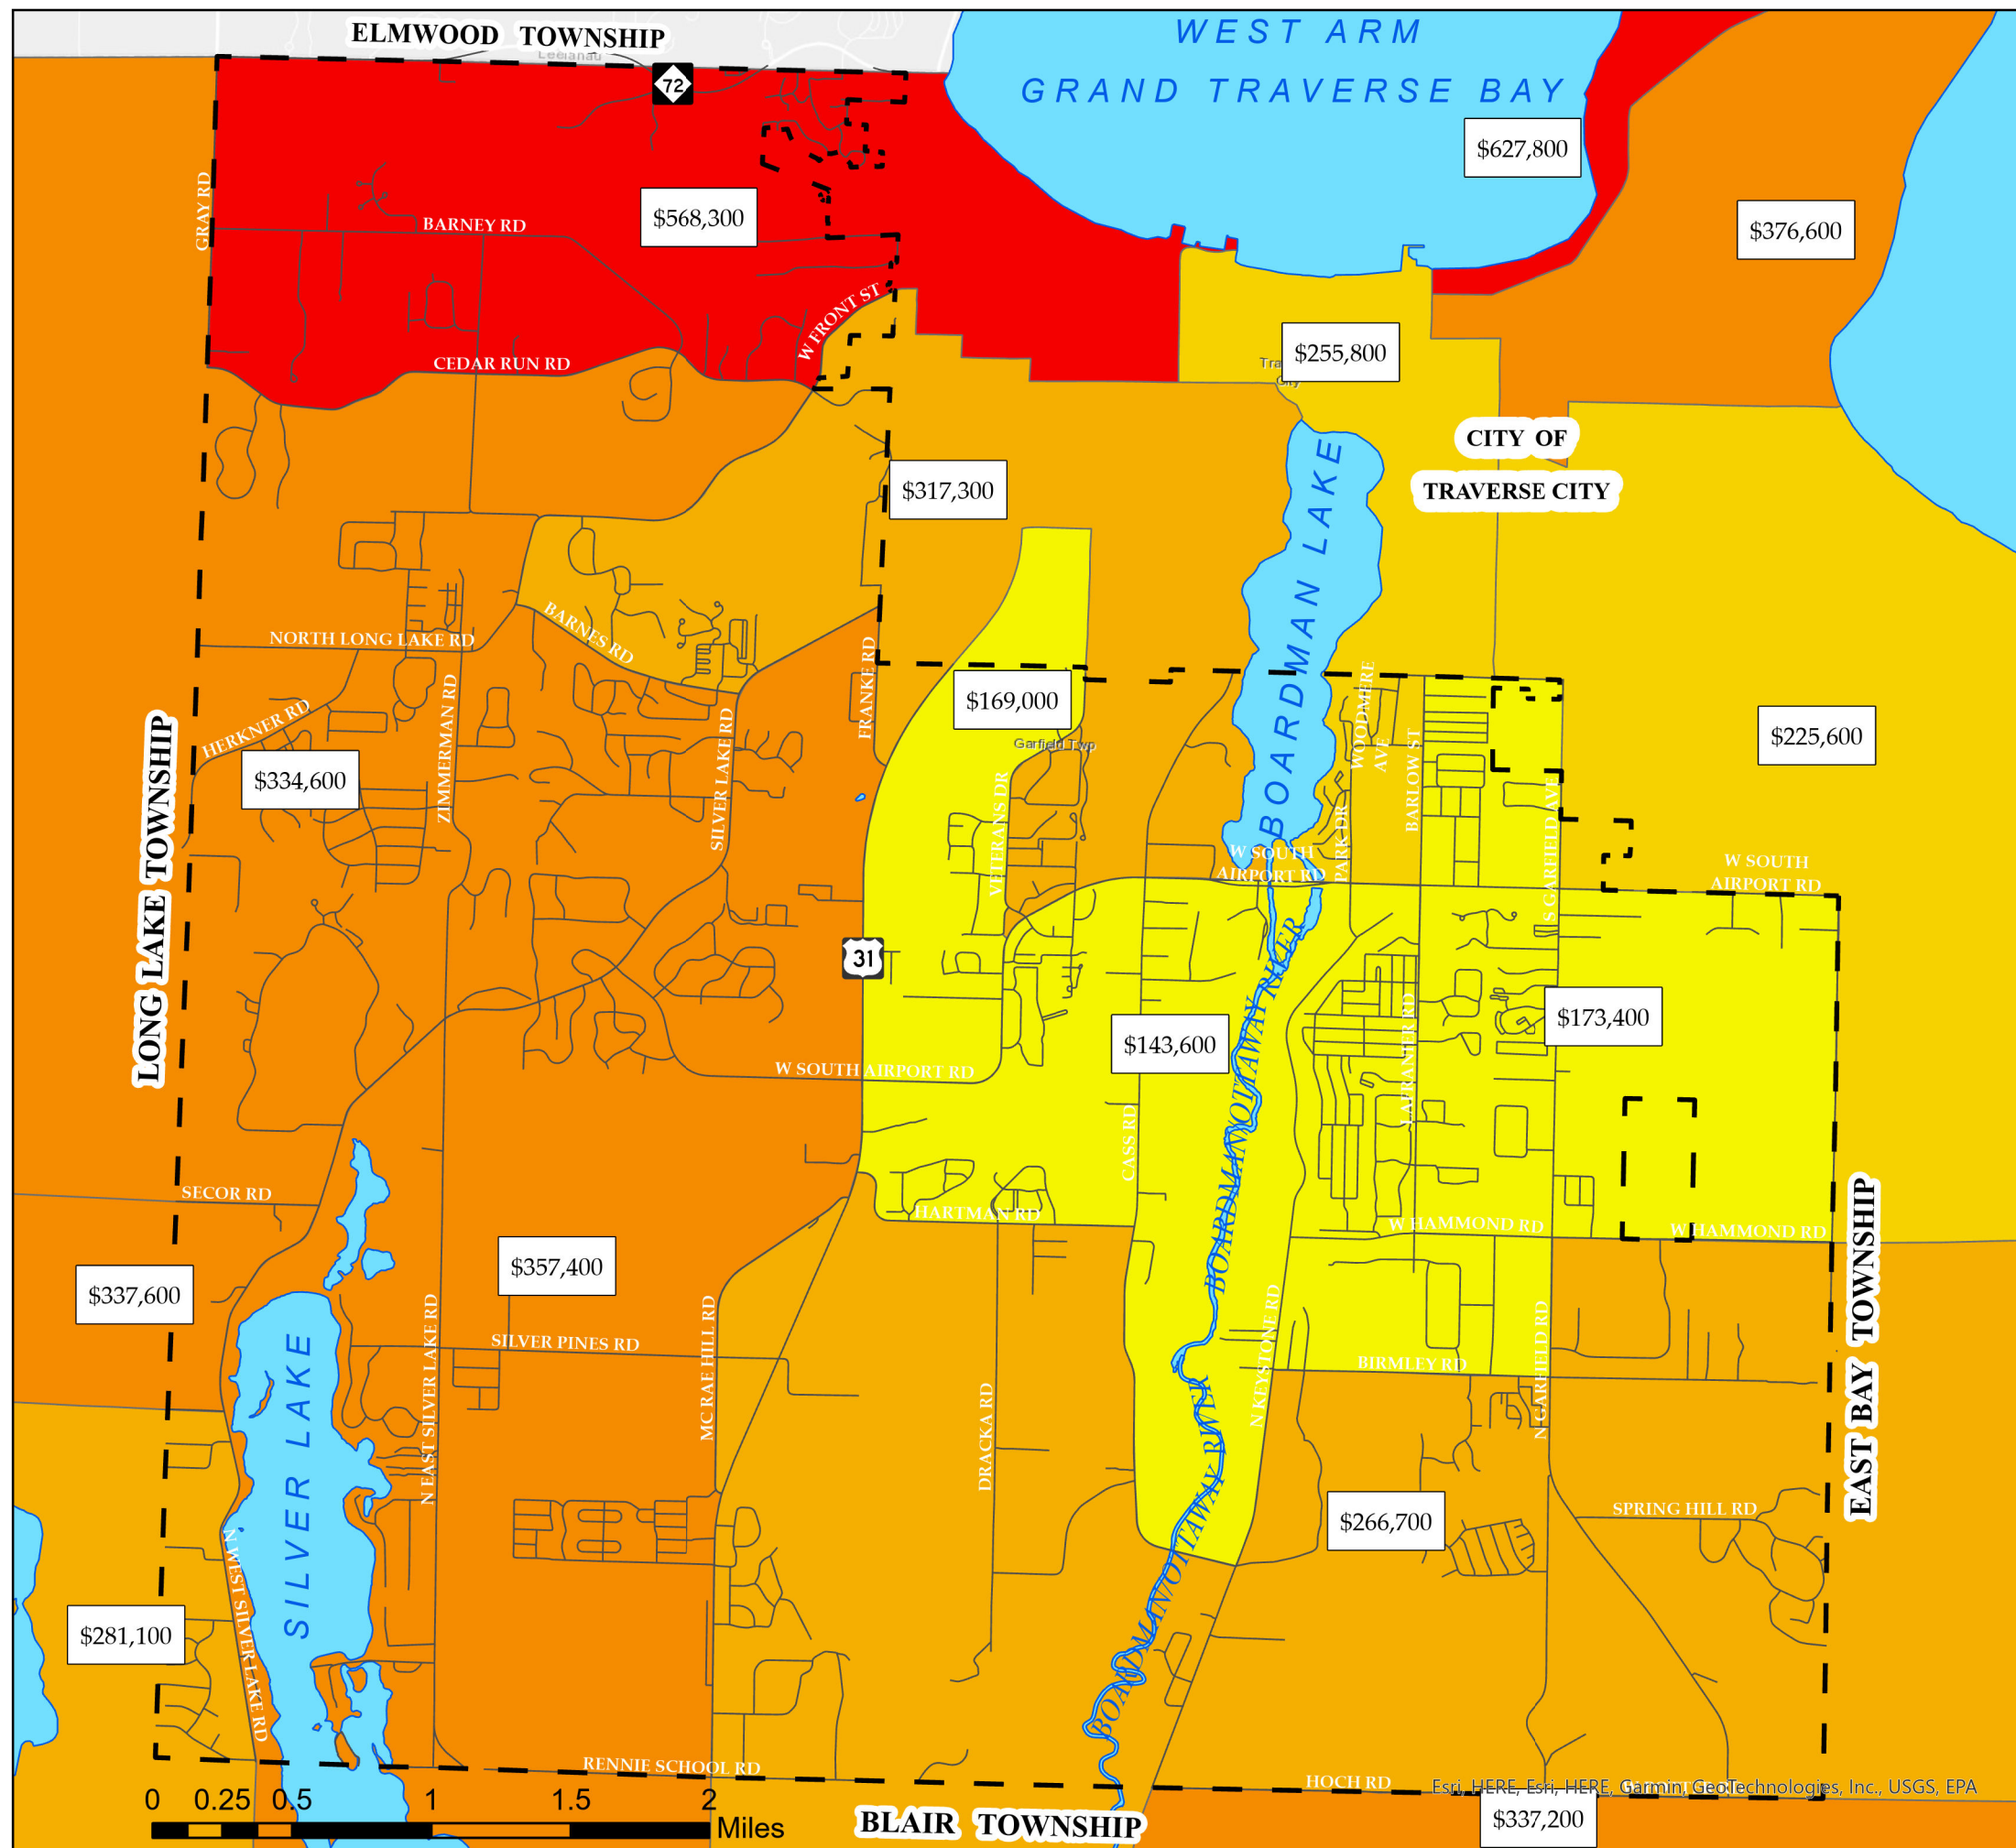 ELMWOOD TOWNSHIP
Leelanau
72
WEST ARM
GRAND TRAVERSE BAY
$627,800
$568,300
$376,600
GRAY RD
BARNEY RD
W FRONT ST
CEDAR RUN RD
$255,800
CITY OF
TRAVERSE CITY
$317,300
BOARDMAN LAKE
BARNES RD
NORTH LONG LAKE RD
HERKNER RD
ZIMMERMAN RD
SILVER LAKE RD
FRANKE RD
$169,000
Garfield Twp
WOODMERE
AVE
BARLOW ST
$225,600
$334,600
LONG LAKE TOWNSHIP
VETERANS DR
PARK DR
S GARFIELD AVE
W SOUTH
AIRPORT RD
W SOUTH
AIRPORT RD
31
BOARDMAN/OTTAWAY RIVER
$173,400
$143,600
LAFRANIER RD
W SOUTH AIRPORT RD
CASS RD
SECOR RD
HARTMAN RD
W HAMMOND RD
W HAMMOND RD
EAST BAY TOWNSHIP
$357,400
$337,600
SILVER LAKE
N EAST SILVER LAKE RD
SILVER PINES RD
MC RAE HILL RD
DRACKA RD
N KEYSTONE RD
BIRMLEY RD
N GARFIELD RD
BOARDMAN/OTTAWAY RIVER
$266,700
SPRING HILL RD
N WEST SILVER LAKE RD
$281,100
BOARDMAN/OTTAWAY RIVER
RENNIE SCHOOL RD
HOCH RD
Esri, HERE, Esri, HERE, Garmin, GeoTechnologies, Inc., USGS, EPA
0 0.25 0.5 1 1.5 2
Miles
BLAIR TOWNSHIP
$337,200